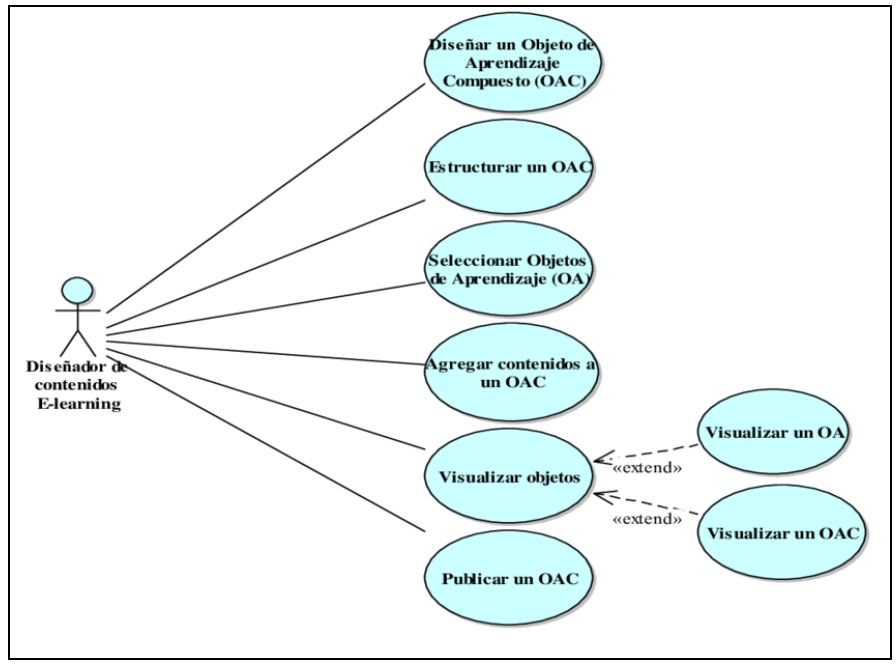 Diseñar un Objeto de
Aprendizaje
Compuesto (OAC)
Estructurar un OAC
Seleccionar Objetos
de Aprendizaje (OA)
Diseñador de
contenidos
E-learning
Agregar contenidos a
un OAC
Visualizar objetos
«extend»
«extend»
Visualizar un OA
Visualizar un OAC
Publicar un OAC